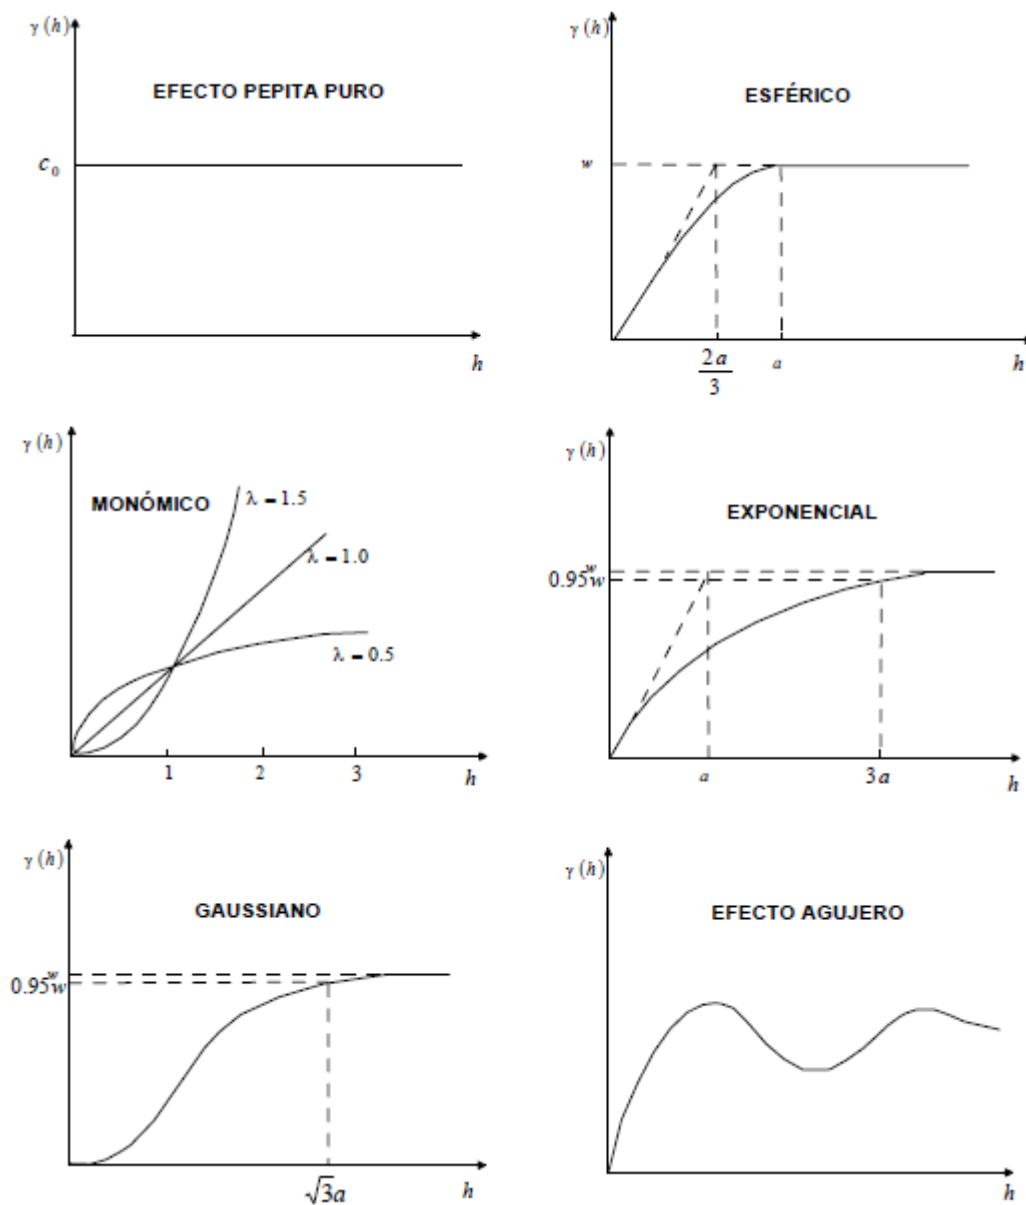 γ (h)
EFECTO PEPITA PURO
c₀
h
γ (h)
ESFÉRICO
w
2a
3
a
h
γ (h)
MONÓMICO
λ = 1.5
λ = 1.0
λ = 0.5
1
2
3
h
γ (h)
EXPONENCIAL
w
0.95w
a
3a
h
γ (h)
GAUSSIANO
w
0.95w
√3a
h
γ (h)
EFECTO AGUJERO
h